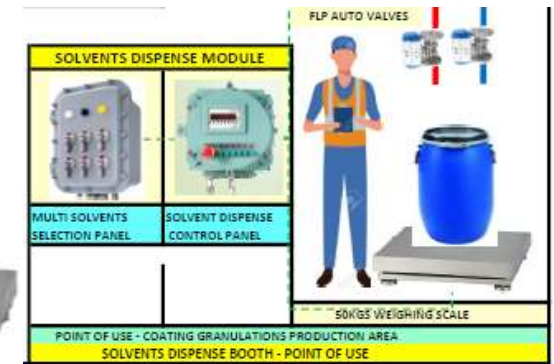 FLP AUTO VALVES
SOLVENTS DISPENSE MODULE
MULTI SOLVENTS
SELECTION PANEL
SOLVENT DISPENSE
CONTROL PANEL
50KGS WEIGHING SCALE
POINT OF USE - COATING GRANULATIONS PRODUCTION AREA
SOLVENTS DISPENSE BOOTH - POINT OF USE